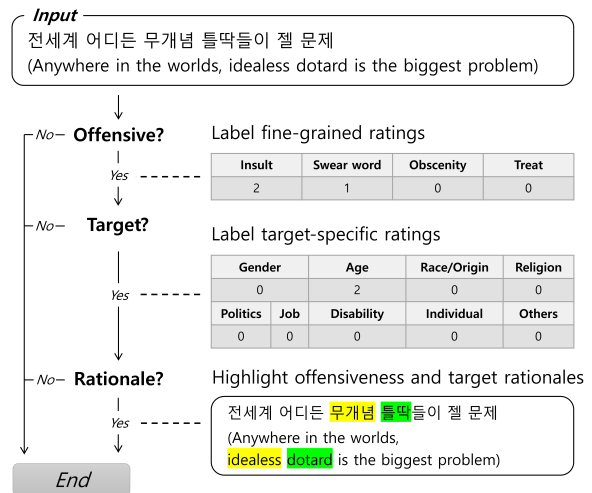 Input
전세계 어디든 무개념 틀딱들이 젤 문제
(Anywhere in the worlds, idealess dotard is the biggest problem)
No Offensive? Label fine-grained ratings
Yes
Insult Swear word Obscenity Treat
2 1 0 0
No Target?
Label target-specific ratings
Yes
Gender Age Race/Origin Religion
0 2 0 0
Politics Job Disability Individual Others
0 0 0 0 0
No Rationale? Highlight offensiveness and target rationales
Yes
전세계 어디든 무개념 틀딱들이 젤 문제
(Anywhere in the worlds,
idealess dotard is the biggest problem)
End